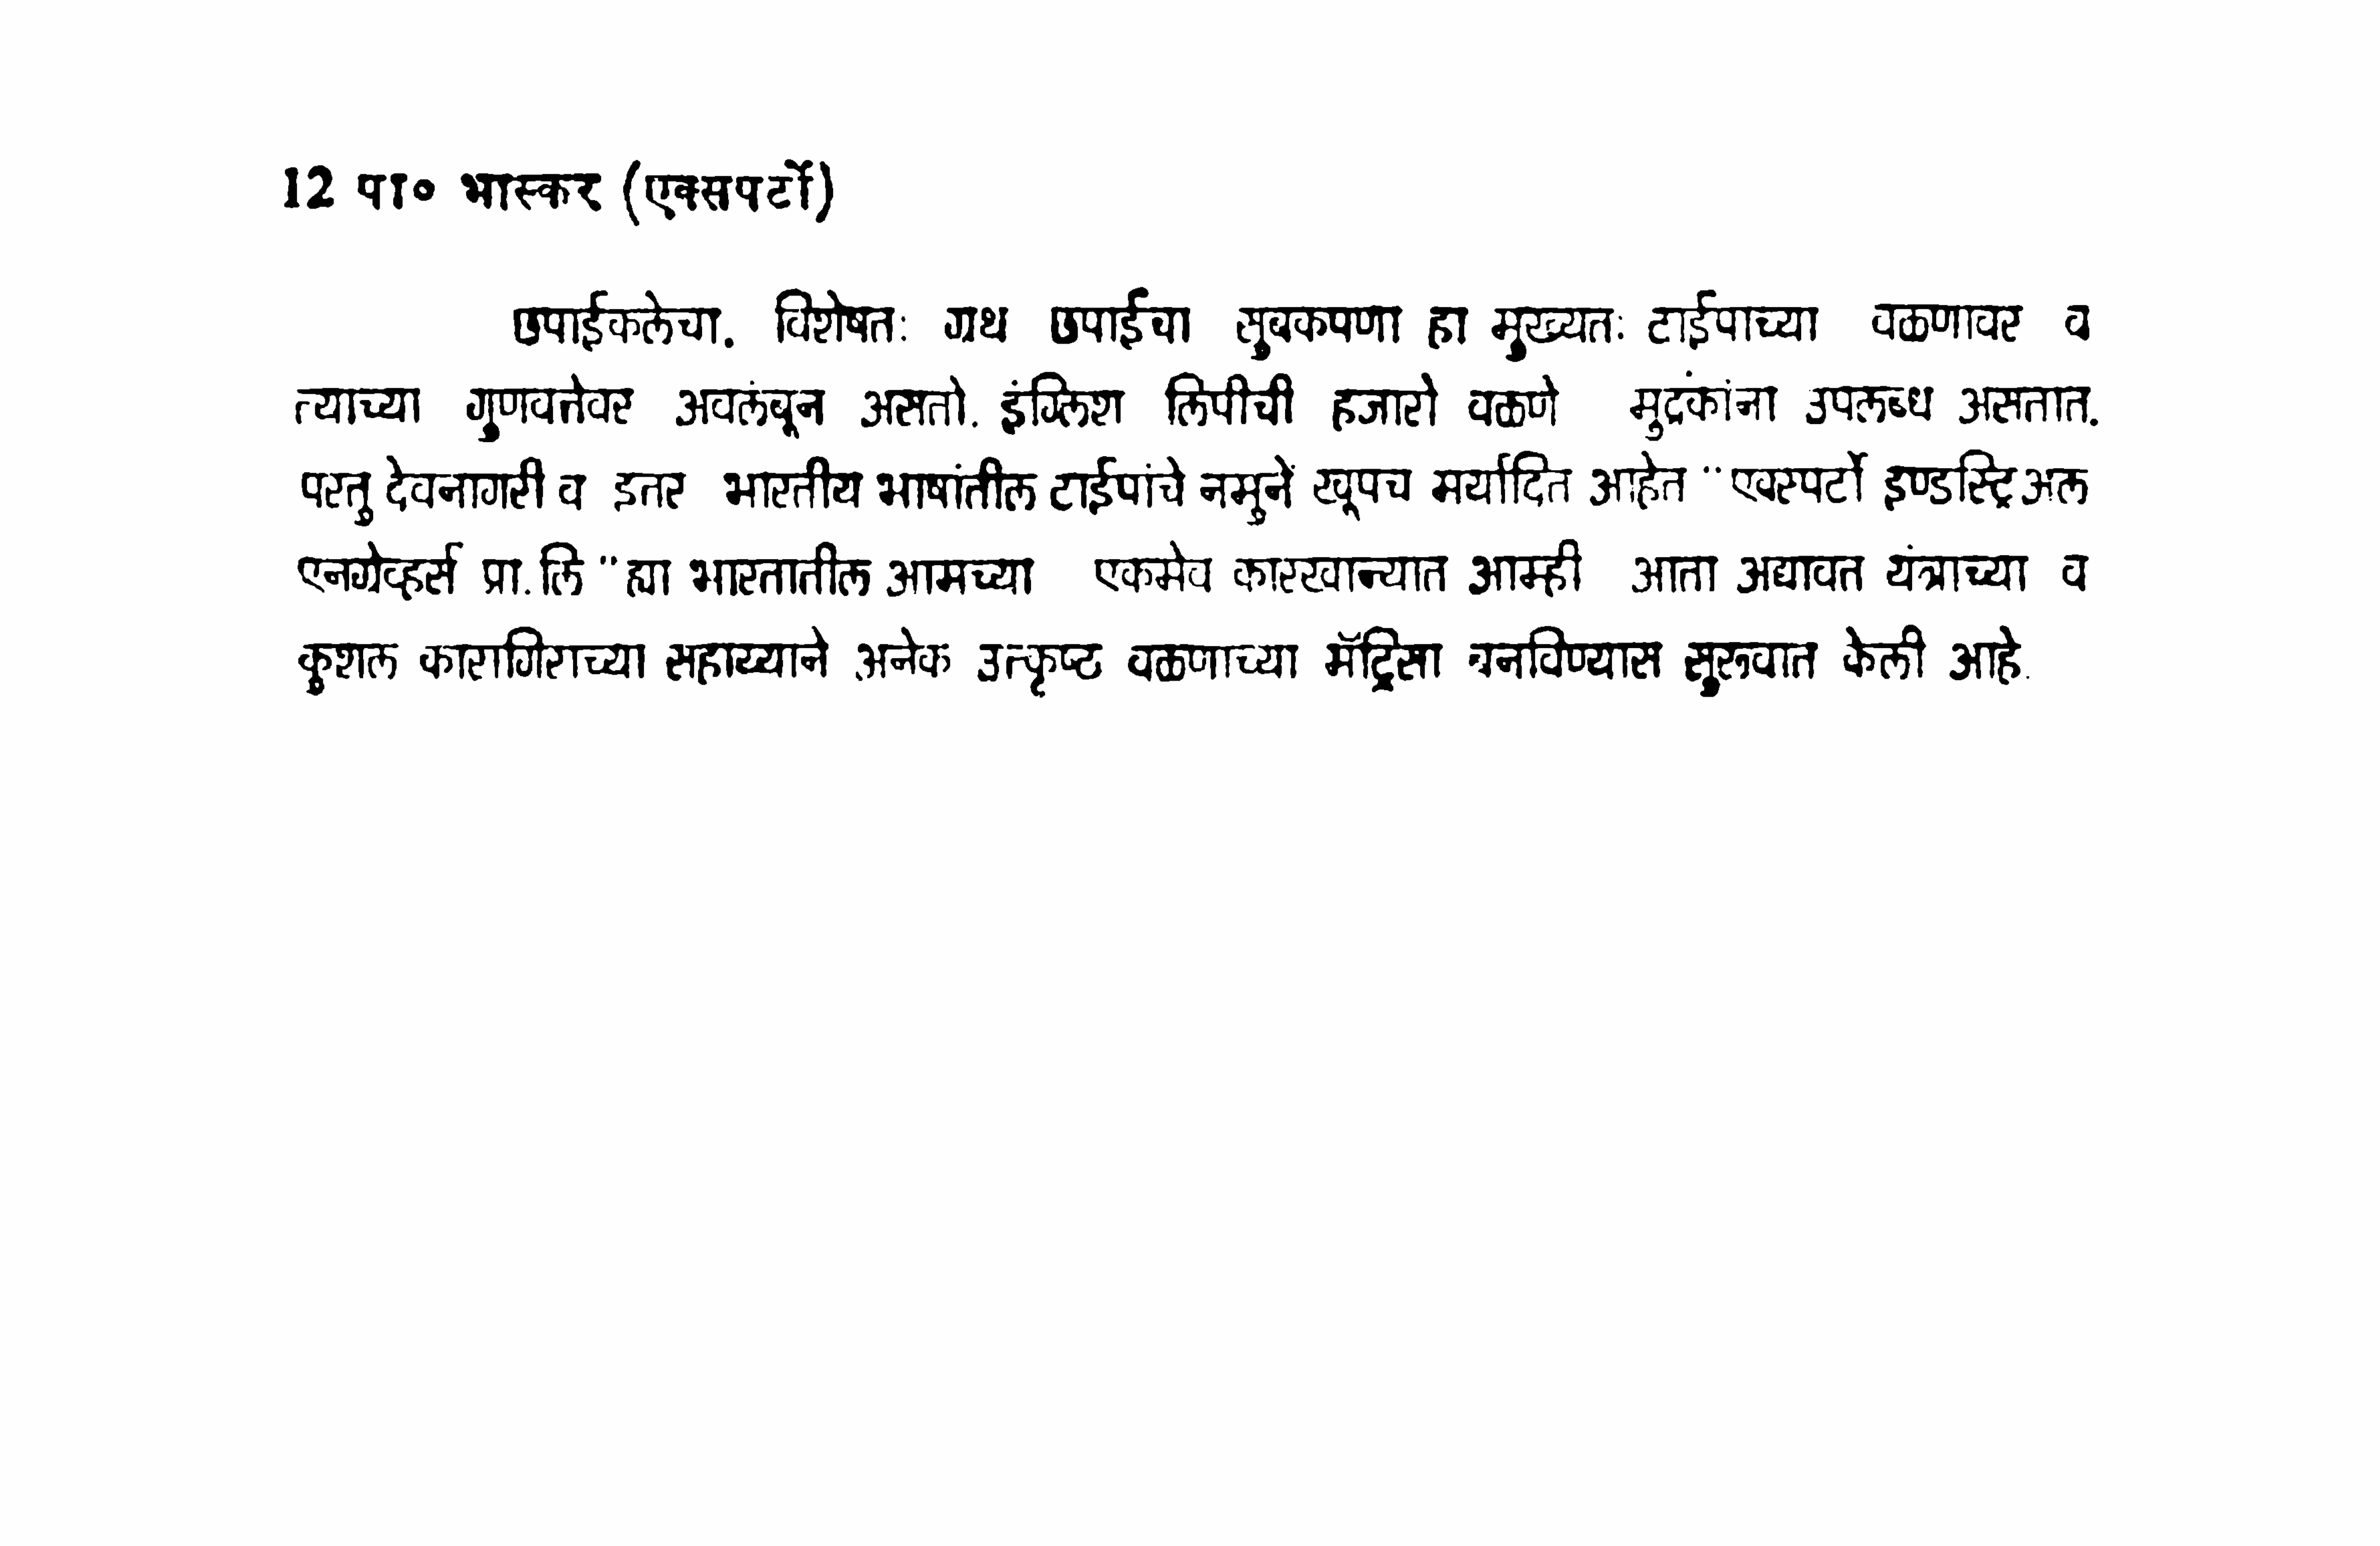 12 पा० भास्कर (एक्सपर्टो)
छपाईकलेचा. विशेषतः ग्रथ छपाईचा सुबकपणा हा मुख्यतः टाईपाच्या वळणावर व
त्याच्या गुणवत्तेवर अवलंबून असतो. इंग्लिश लिपीची हजारो वळणे मुद्रकांना उपलब्ध असतात.
परतु देवनागरी व इतर भारतीय भाषांतील टाईपांचे नमुनें खूपच मर्यादित आहेत "एक्स्पर्टो इण्डस्ट्रिअल
एनग्रेव्हर्स प्रा. लि " ह्या भारतातील आमच्या एकमेव कारखान्यात आम्ही आता अद्यावत यंत्राच्या व
कुशल कारागिराच्या सहाय्याने अनेक उत्कृष्ट वळणाच्या मॅट्रिसा बनविण्यास सुरूवात केली आहे.